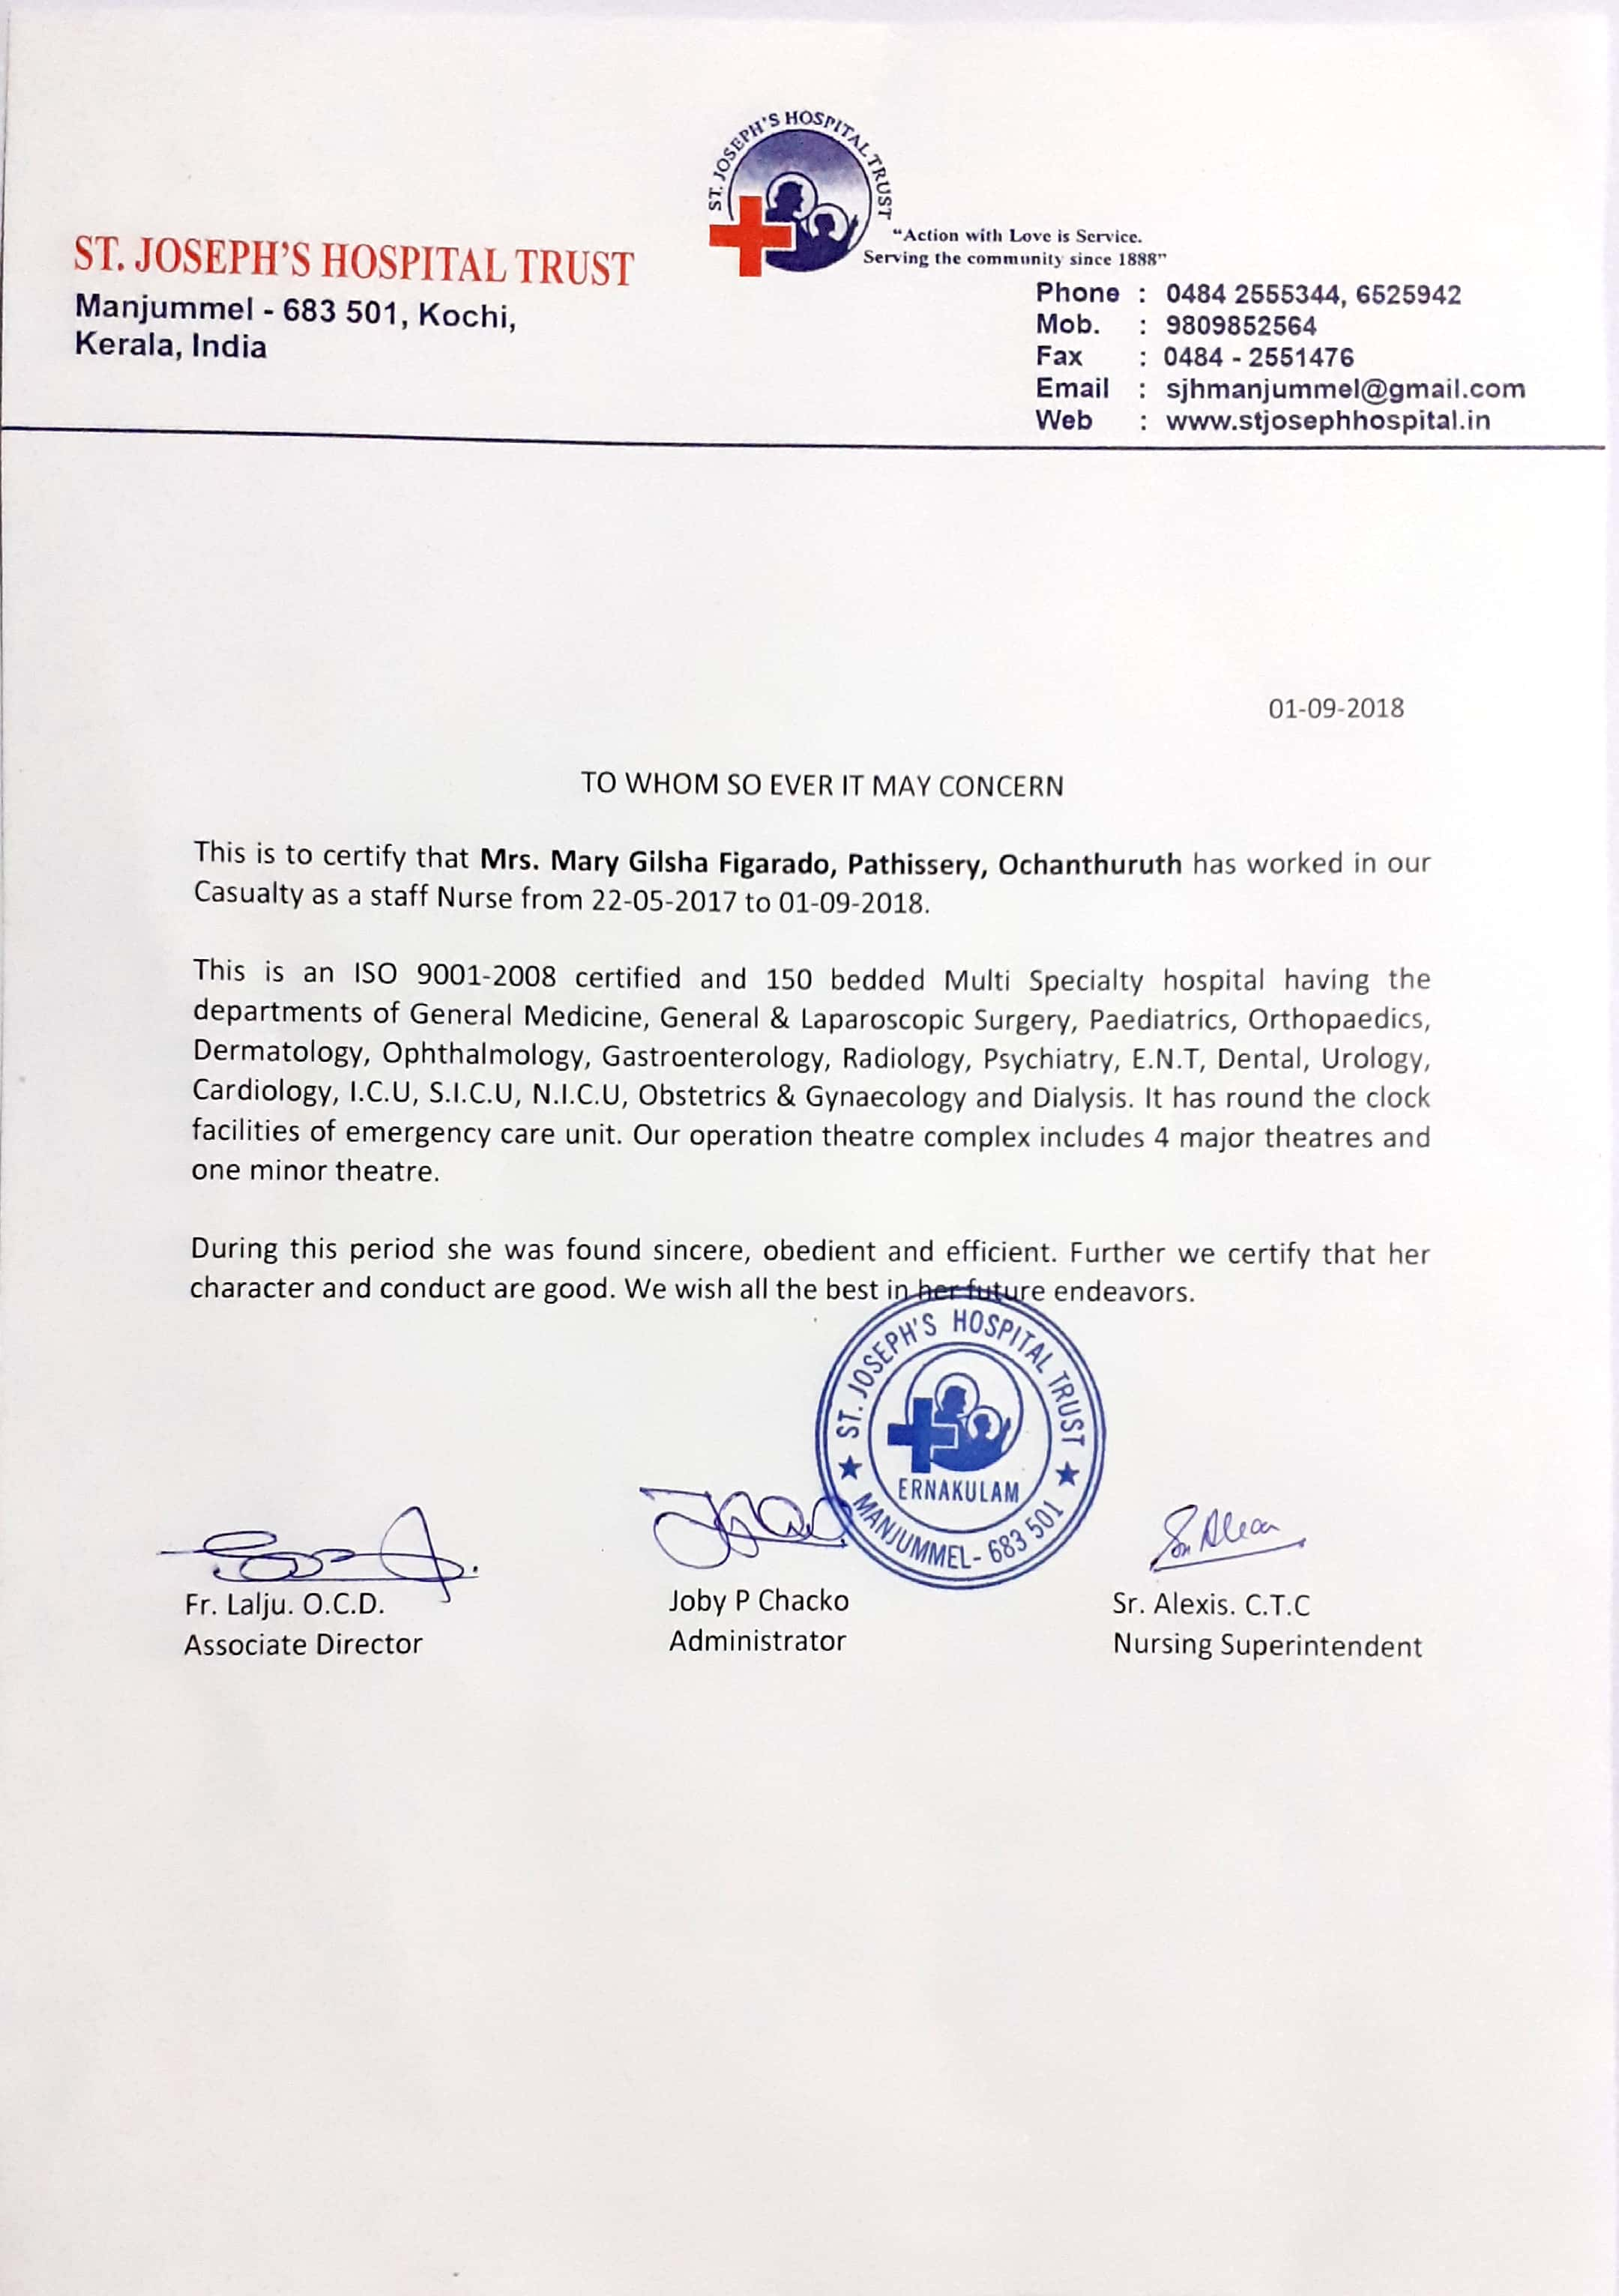 ST. JOSEPH'S HOSPITAL TRUST
ST. JOSEPH'S HOSPITAL TRUST
Manjummel - 683 501, Kochi,
Kerala, India
"Action with Love is Service.
Serving the community since 1888"
Phone : 0484 2555344, 6525942
Mob. : 9809852564
Fax : 0484 - 2551476
Email : sjhmanjummel@gmail.com
Web : www.stjosephhospital.in
01-09-2018
TO WHOM SO EVER IT MAY CONCERN
This is to certify that Mrs. Mary Gilsha Figarado, Pathissery, Ochanthuruth has worked in our
Casualty as a staff Nurse from 22-05-2017 to 01-09-2018.
This is an ISO 9001-2008 certified and 150 bedded Multi Specialty hospital having the
departments of General Medicine, General & Laparoscopic Surgery, Paediatrics, Orthopaedics,
Dermatology, Ophthalmology, Gastroenterology, Radiology, Psychiatry, E.N.T, Dental, Urology,
Cardiology, I.C.U, S.I.C.U, N.I.C.U, Obstetrics & Gynaecology and Dialysis. It has round the clock
facilities of emergency care unit. Our operation theatre complex includes 4 major theatres and
one minor theatre.
During this period she was found sincere, obedient and efficient. Further we certify that her
character and conduct are good. We wish all the best in her future endeavors.
ST. JOSEPH'S HOSPITAL TRUST
ERNAKULAM
MANJUMMEL - 683 501
Fr. Lalju. O.C.D.
Associate Director
Joby P Chacko
Administrator
Sr. Alexis. C.T.C
Nursing Superintendent